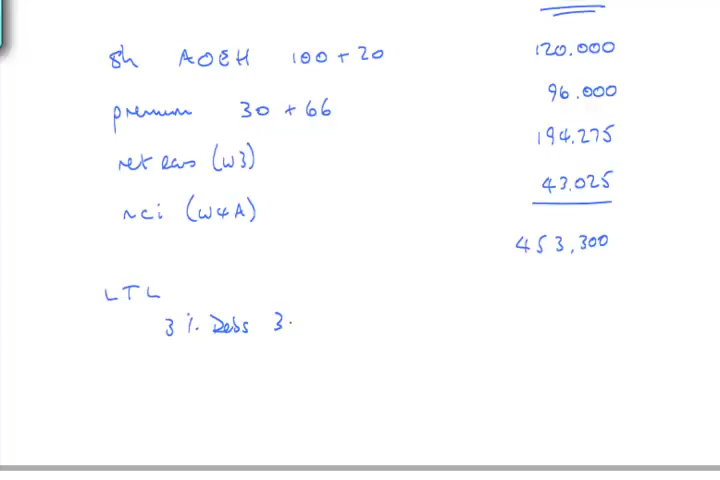 Sh AOEH 100 + 20 120.000
premium 30 + 66 96.000
ret ears (W3) 194.275
nci (W4A) 43.025
453,300
LTL
3 %. Debs 3.